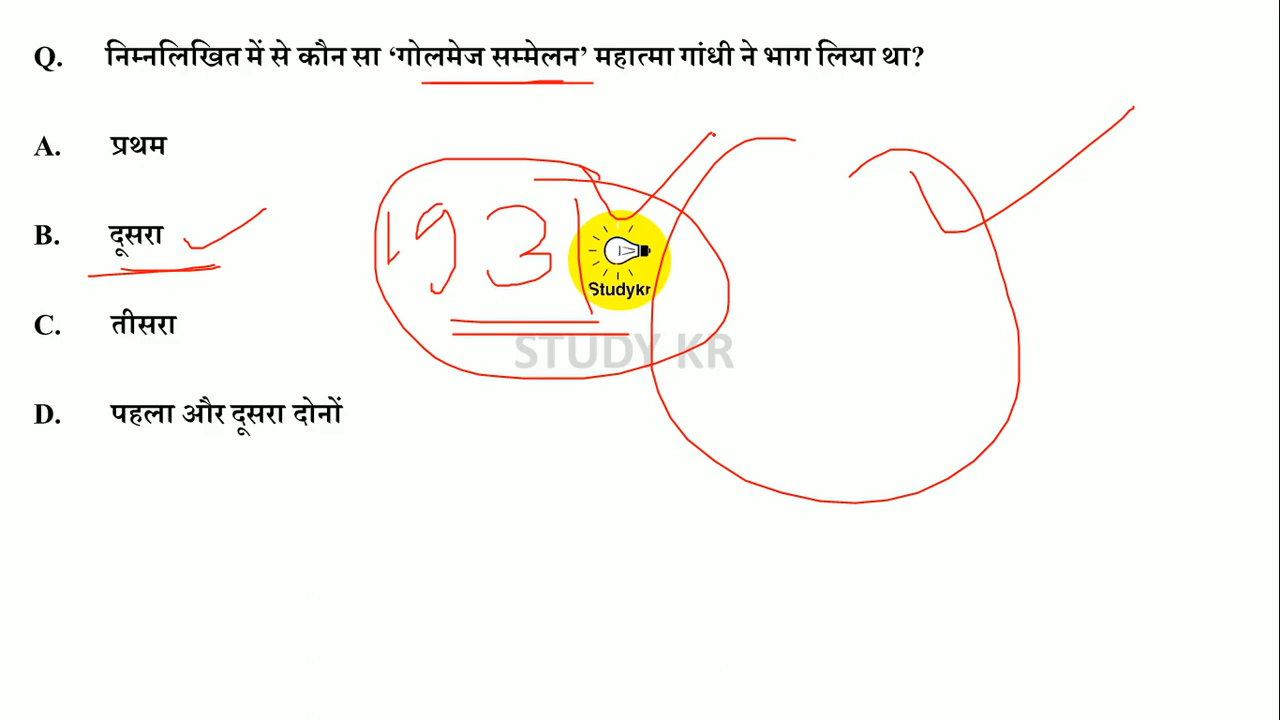 Q. निम्नलिखित में से कौन सा ‘गोलमेज सम्मेलन’ महात्मा गांधी ने भाग लिया था?
A. प्रथम
B. दूसरा
1931
Studykr
C. तीसरा
STUDY KR
D. पहला और दूसरा दोनों